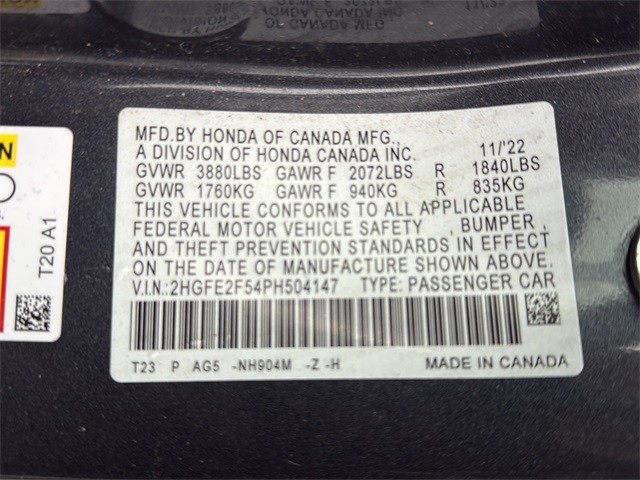 MFD.BY HONDA OF CANADA MFG.,
A DIVISION OF HONDA CANADA INC. 11/'22
GVWR 3880LBS GAWR F 2072LBS R 1840LBS
GVWR 1760KG GAWR F 940KG R 835KG
THIS VEHICLE CONFORMS TO ALL APPLICABLE
FEDERAL MOTOR VEHICLE SAFETY , BUMPER ,
AND THEFT PREVENTION STANDARDS IN EFFECT
ON THE DATE OF MANUFACTURE SHOWN ABOVE.
V.I.N.:2HGFE2F54PH504147 TYPE: PASSENGER CAR
T23 P AG5 -NH904M -Z -H MADE IN CANADA
T20 A1